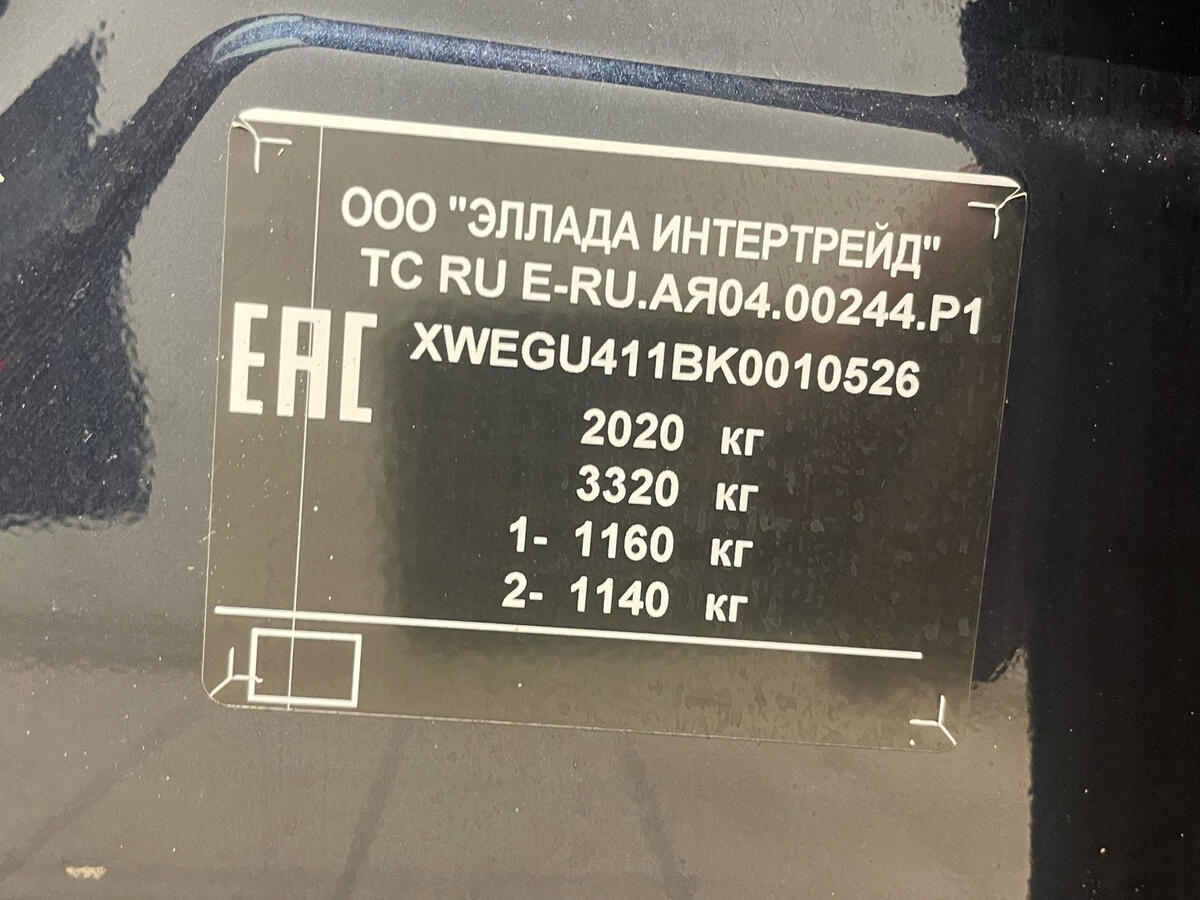 ООО "ЭЛЛАДА ИНТЕРТРЕЙД"
ТС RU E-RU.АЯ04.00244.Р1
EAC
XWEGU411BK0010526
2020 кг
3320 кг
1- 1160 кг
2- 1140 кг